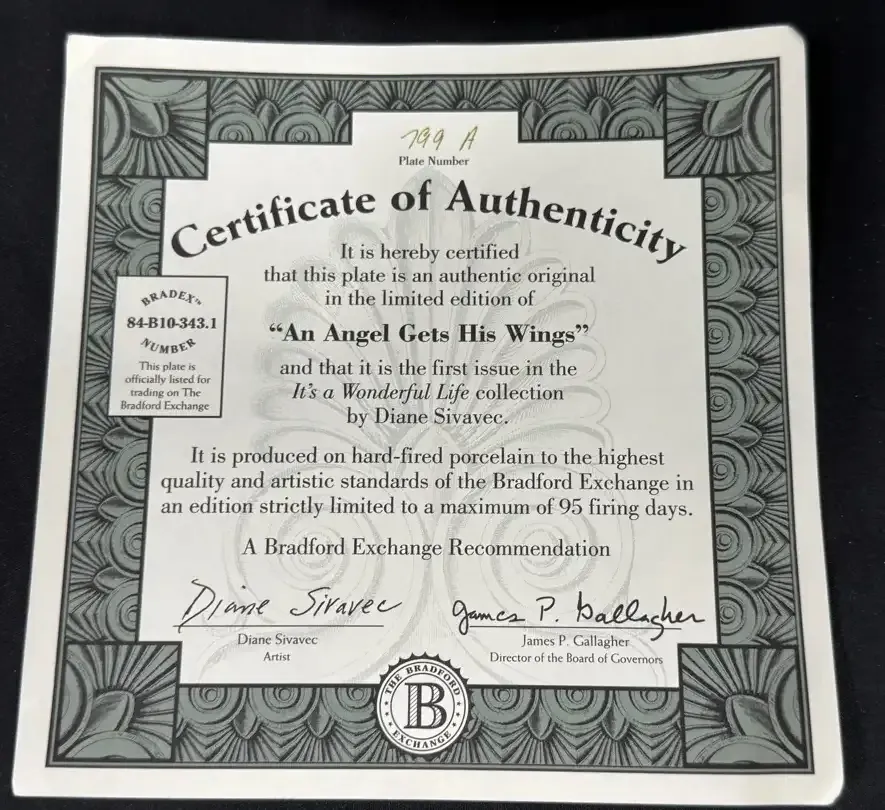 799 A
Plate Number
Certificate of Authenticity
It is hereby certified
that this plate is an authentic original
in the limited edition of
“An Angel Gets His Wings”
and that it is the first issue in the
It's a Wonderful Life collection
by Diane Sivavec.
BRADEX™
84-B10-343.1
NUMBER
This plate is
officially listed for
trading on The
Bradford Exchange
It is produced on hard-fired porcelain to the highest
quality and artistic standards of the Bradford Exchange in
an edition strictly limited to a maximum of 95 firing days.
A Bradford Exchange Recommendation
Diane Sivavec
Diane Sivavec
Artist
James P. Gallagher
James P. Gallagher
Director of the Board of Governors
THE BRADFORD
B
EXCHANGE